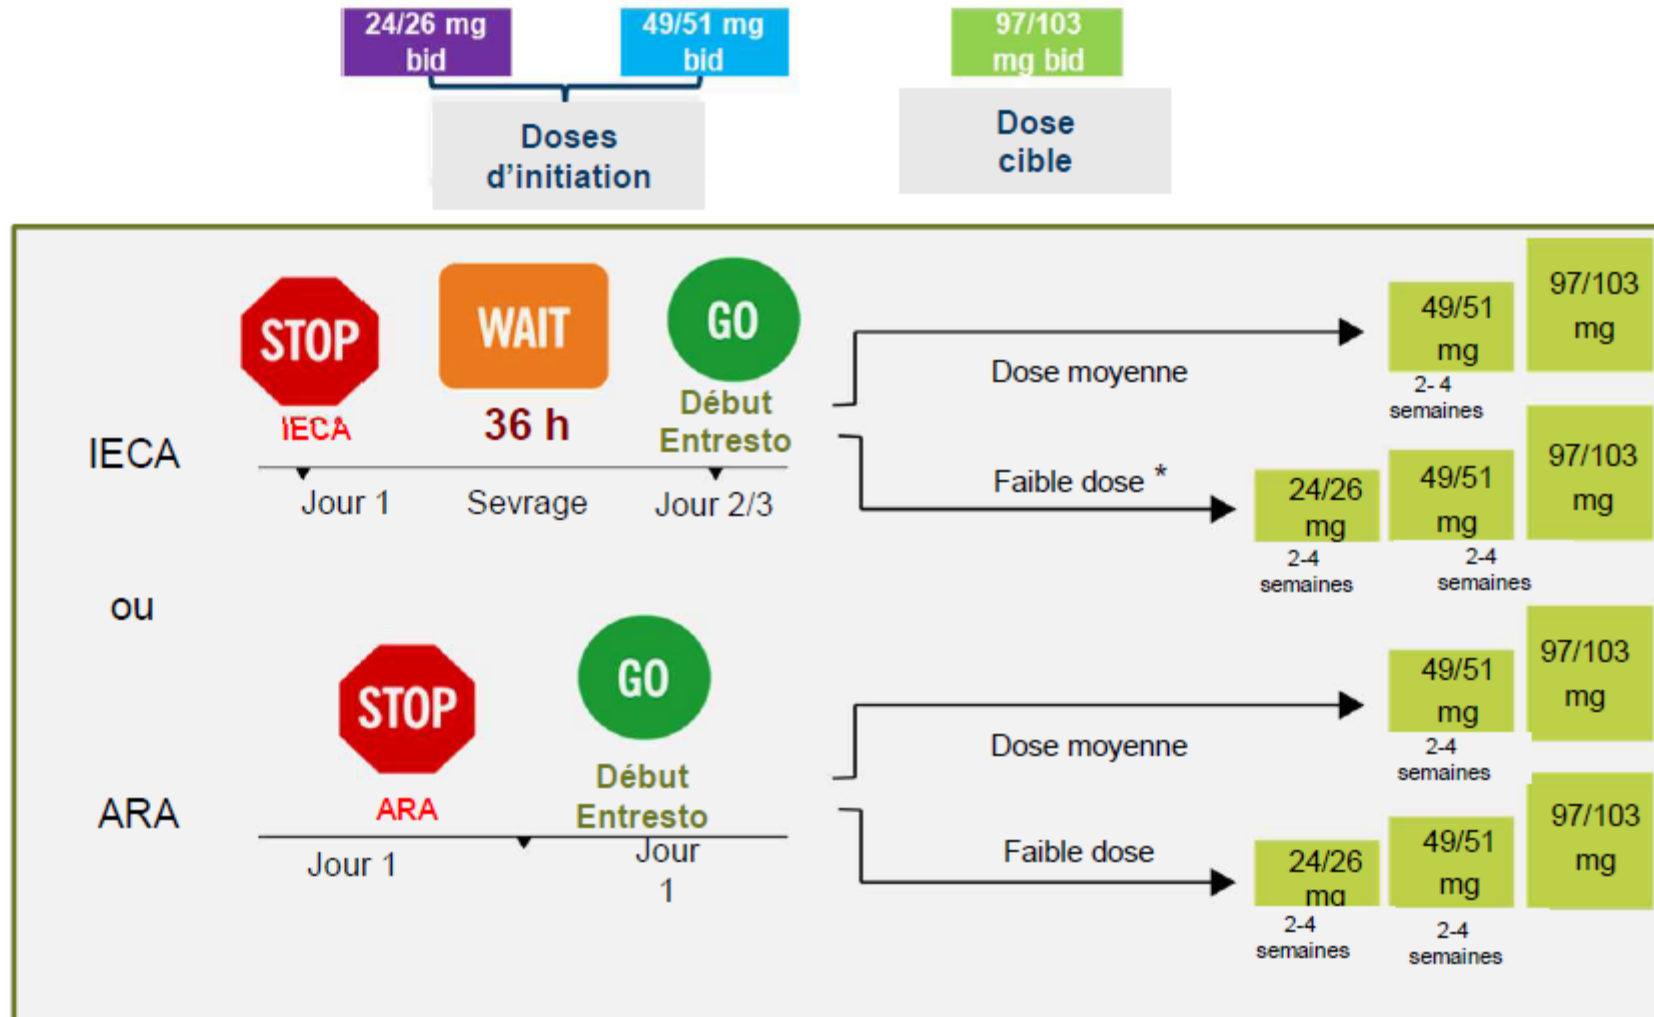 24/26 mg
bid
49/51 mg
bid
97/103
mg bid
Doses
d'initiation
Dose
cible
STOP
IECA
WAIT
36 h
GO
Début
Entresto
IECA
Jour 1
Sevrage
Jour 2/3
Dose moyenne
49/51
mg
2- 4
semaines
97/103
mg
Faible dose *
24/26
mg
2-4
semaines
49/51
mg
2-4
semaines
97/103
mg
ou
STOP
ARA
GO
Début
Entresto
ARA
Jour 1
Jour
1
Dose moyenne
49/51
mg
2-4
semaines
97/103
mg
Faible dose
24/26
mg
2-4
semaines
49/51
mg
2-4
semaines
97/103
mg